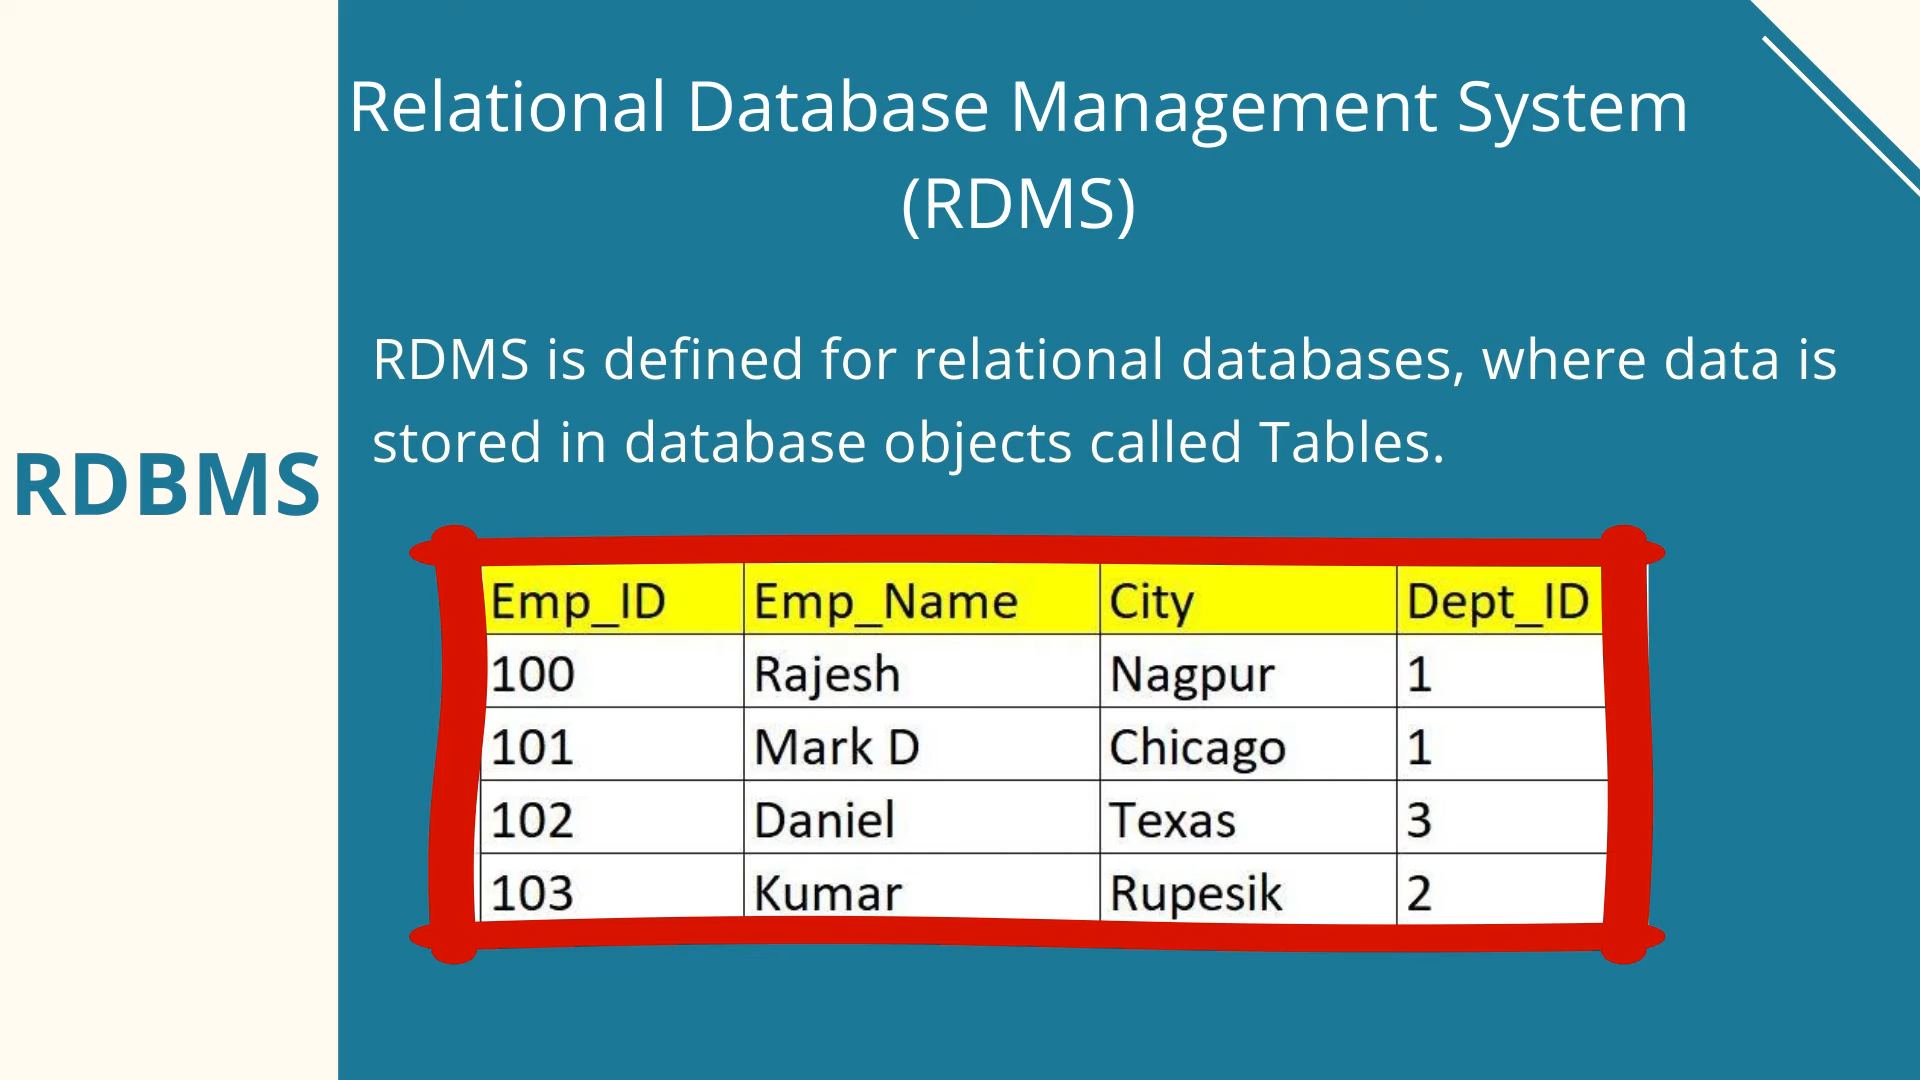 Relational Database Management System
(RDMS)
RDMS is defined for relational databases, where data is
stored in database objects called Tables.
RDBMS
Emp_ID Emp_Name City Dept_ID
100 Rajesh Nagpur 1
101 Mark D Chicago 1
102 Daniel Texas 3
103 Kumar Rupesik 2